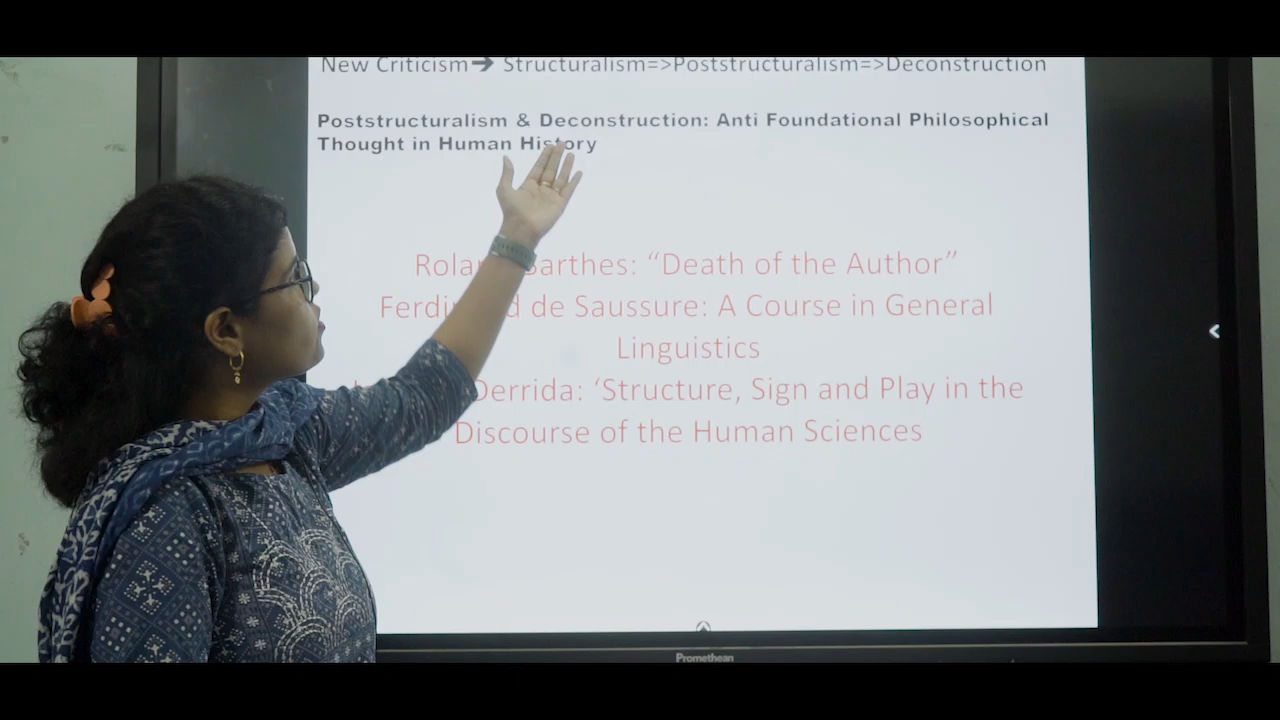 New Criticism➔ Structuralism=>Poststructuralism=>Deconstruction
Poststructuralism & Deconstruction: Anti Foundational Philosophical
Thought in Human History
Barthes: “Death of the Author”
de Saussure: A Course in General
Linguistics
Derrida: ‘Structure, Sign and Play in the
Discourse of the Human Sciences
Promethean